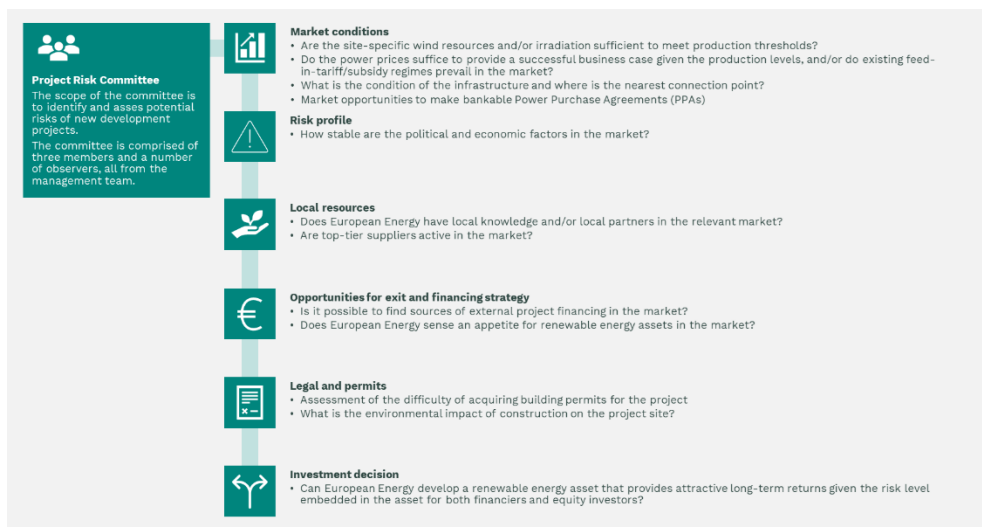 Project Risk Committee
The scope of the committee is
to identify and asses potential
risks of new development
projects.
The committee is comprised of
three members and a number
of observers, all from the
management team.
Market conditions
• Are the site-specific wind resources and/or irradiation sufficient to meet production thresholds?
• Do the power prices suffice to provide a successful business case given the production levels, and/or do existing feed-
in-tariff/subsidy regimes prevail in the market?
• What is the condition of the infrastructure and where is the nearest connection point?
• Market opportunities to make bankable Power Purchase Agreements (PPAs)
Risk profile
• How stable are the political and economic factors in the market?
Local resources
• Does European Energy have local knowledge and/or local partners in the relevant market?
• Are top-tier suppliers active in the market?
Opportunities for exit and financing strategy
• Is it possible to find sources of external project financing in the market?
• Does European Energy sense an appetite for renewable energy assets in the market?
Legal and permits
• Assessment of the difficulty of acquiring building permits for the project
• What is the environmental impact of construction on the project site?
Investment decision
• Can European Energy develop a renewable energy asset that provides attractive long-term returns given the risk level
embedded in the asset for both financiers and equity investors?